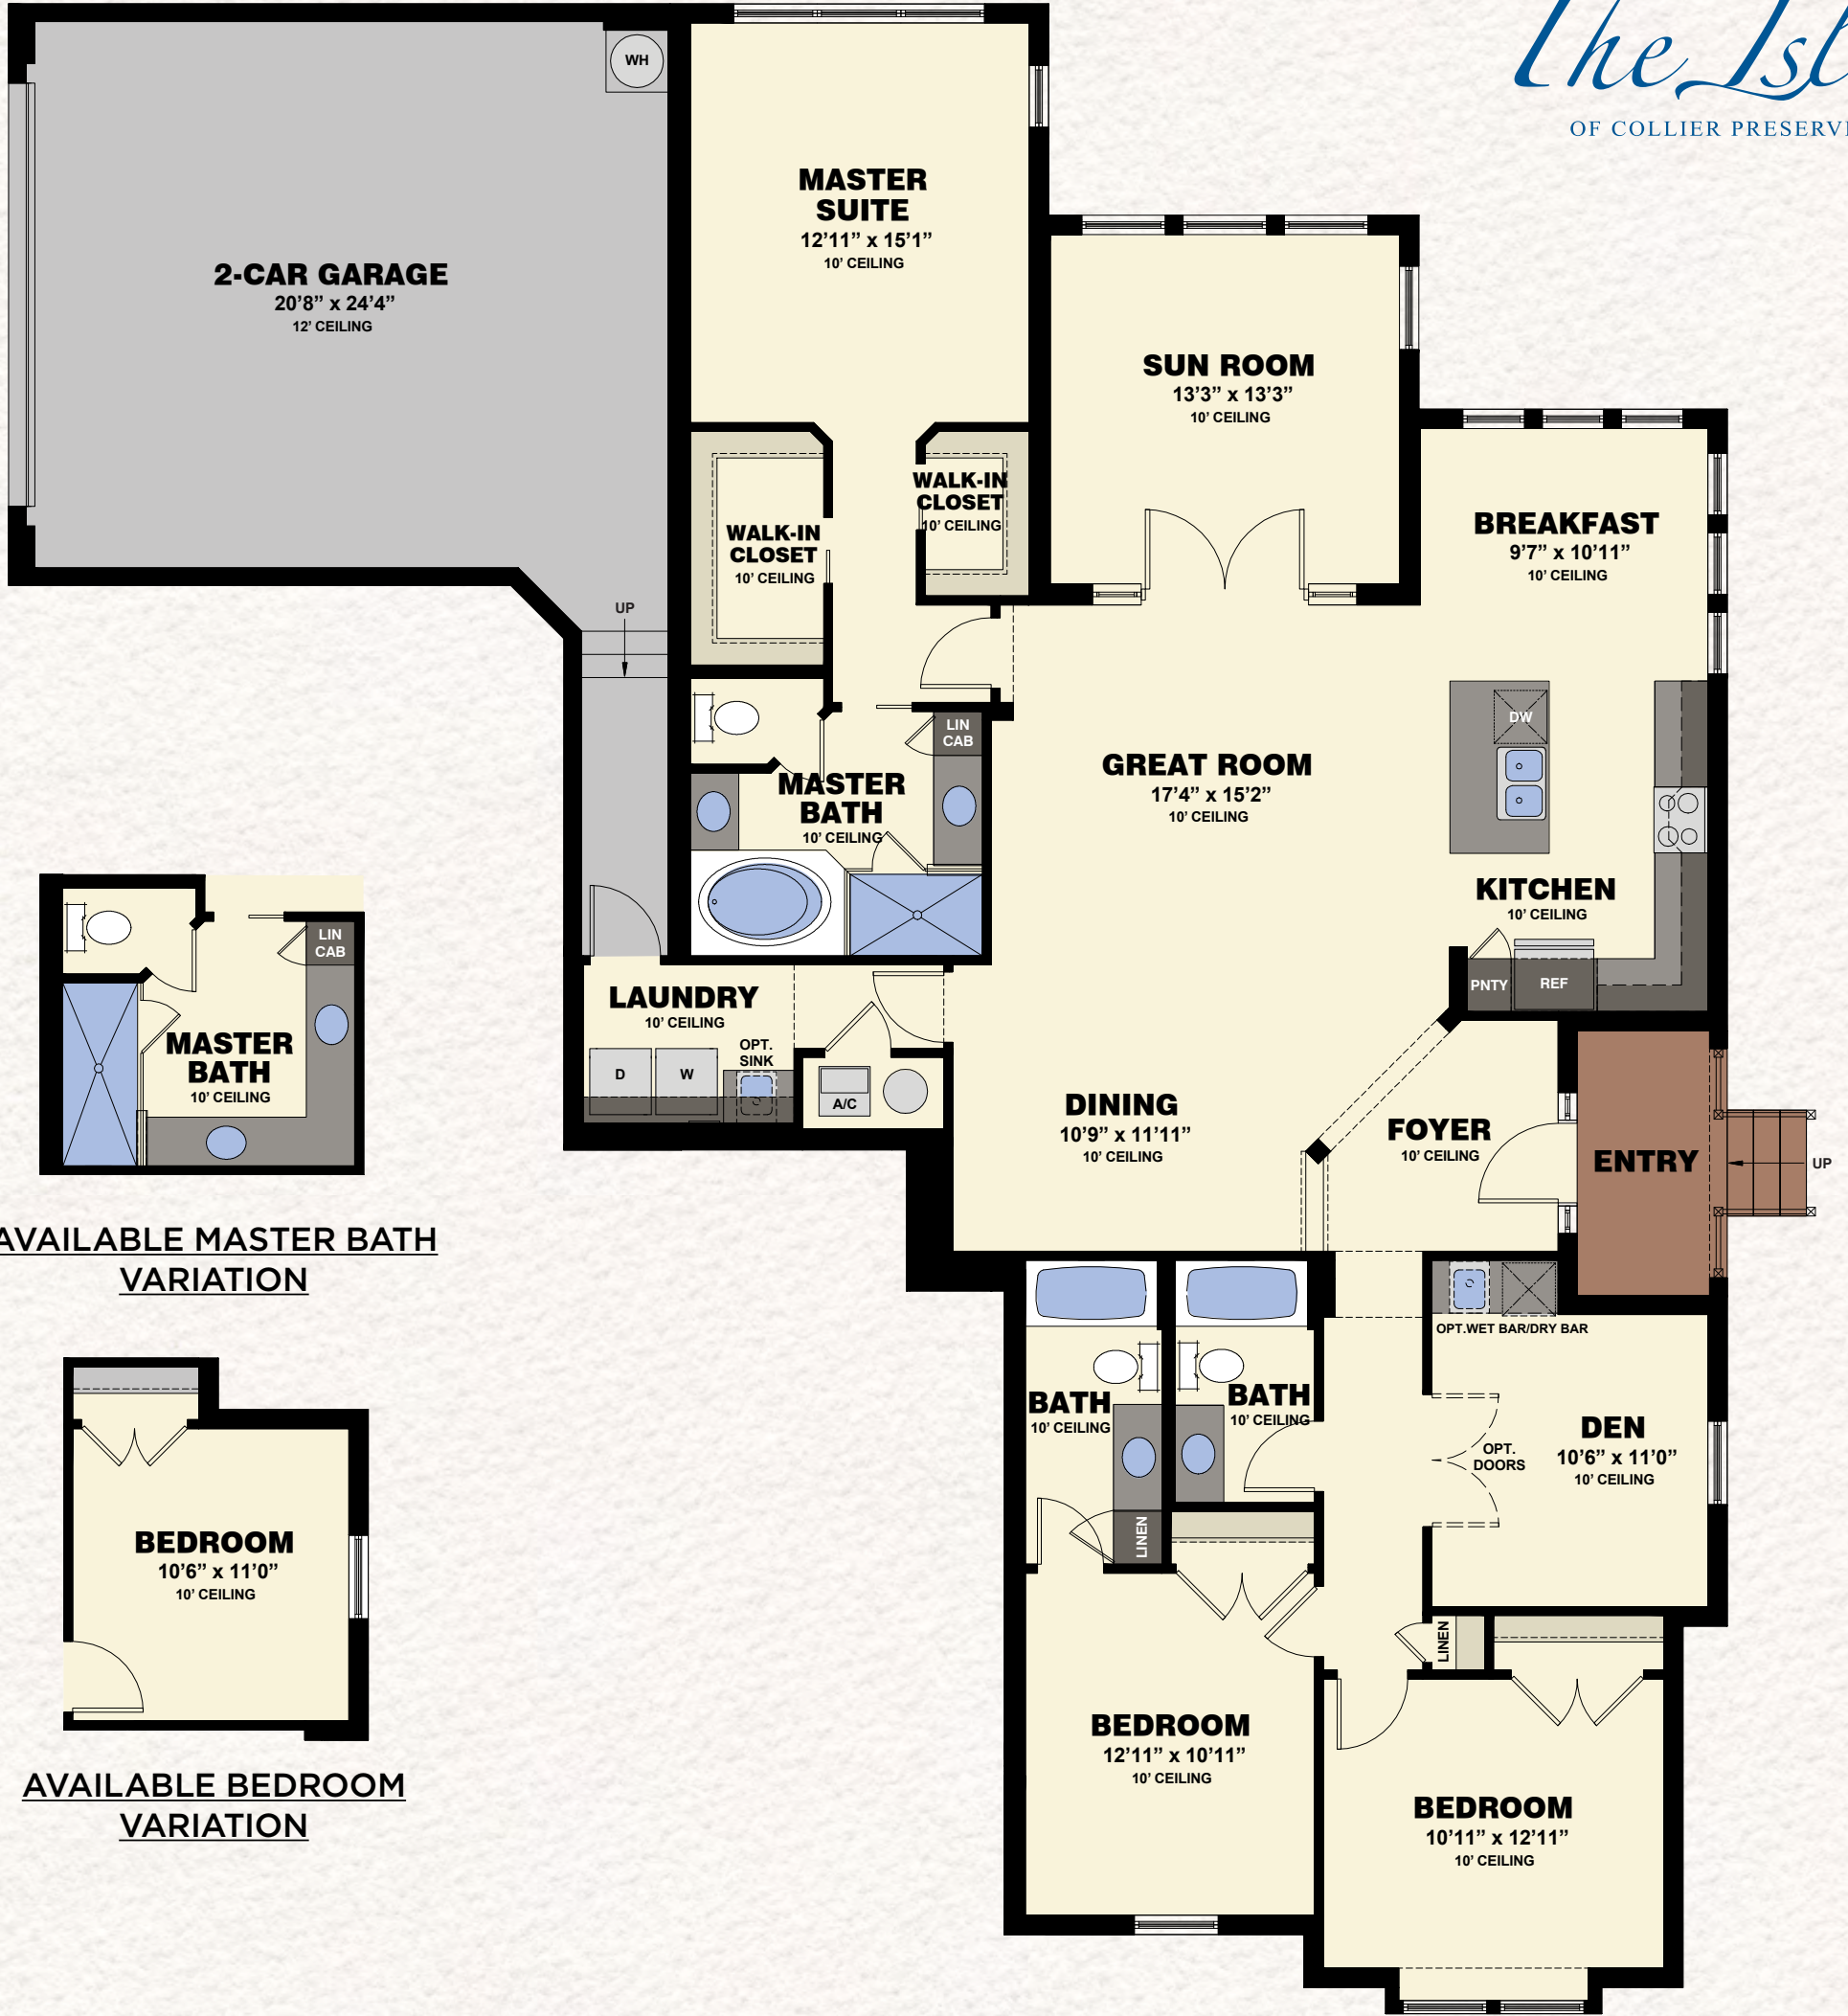 The Isl
OF COLLIER PRESERVE
WH
2-CAR GARAGE
20’8” x 24’4”
12’ CEILING
MASTER
SUITE
12’11” x 15’1”
10’ CEILING
SUN ROOM
13’3” x 13’3”
10’ CEILING
WALK-IN
CLOSET
10’ CEILING
WALK-IN
CLOSET
10’ CEILING
BREAKFAST
9’7” x 10’11”
10’ CEILING
UP
LIN
CAB
MASTER
BATH
10’ CEILING
GREAT ROOM
17’4” x 15’2”
10’ CEILING
DW
KITCHEN
10’ CEILING
PNTY
REF
LAUNDRY
10’ CEILING
OPT.
SINK
D
W
A/C
DINING
10’9” x 11’11”
10’ CEILING
FOYER
10’ CEILING
ENTRY
UP
LIN
CAB
MASTER
BATH
10’ CEILING
AVAILABLE MASTER BATH
VARIATION
OPT.WET BAR/DRY BAR
BATH
10’ CEILING
BATH
10’ CEILING
LINEN
OPT.
DOORS
DEN
10’6” x 11’0”
10’ CEILING
LINEN
BEDROOM
10’6” x 11’0”
10’ CEILING
AVAILABLE BEDROOM
VARIATION
BEDROOM
12’11” x 10’11”
10’ CEILING
BEDROOM
10’11” x 12’11”
10’ CEILING